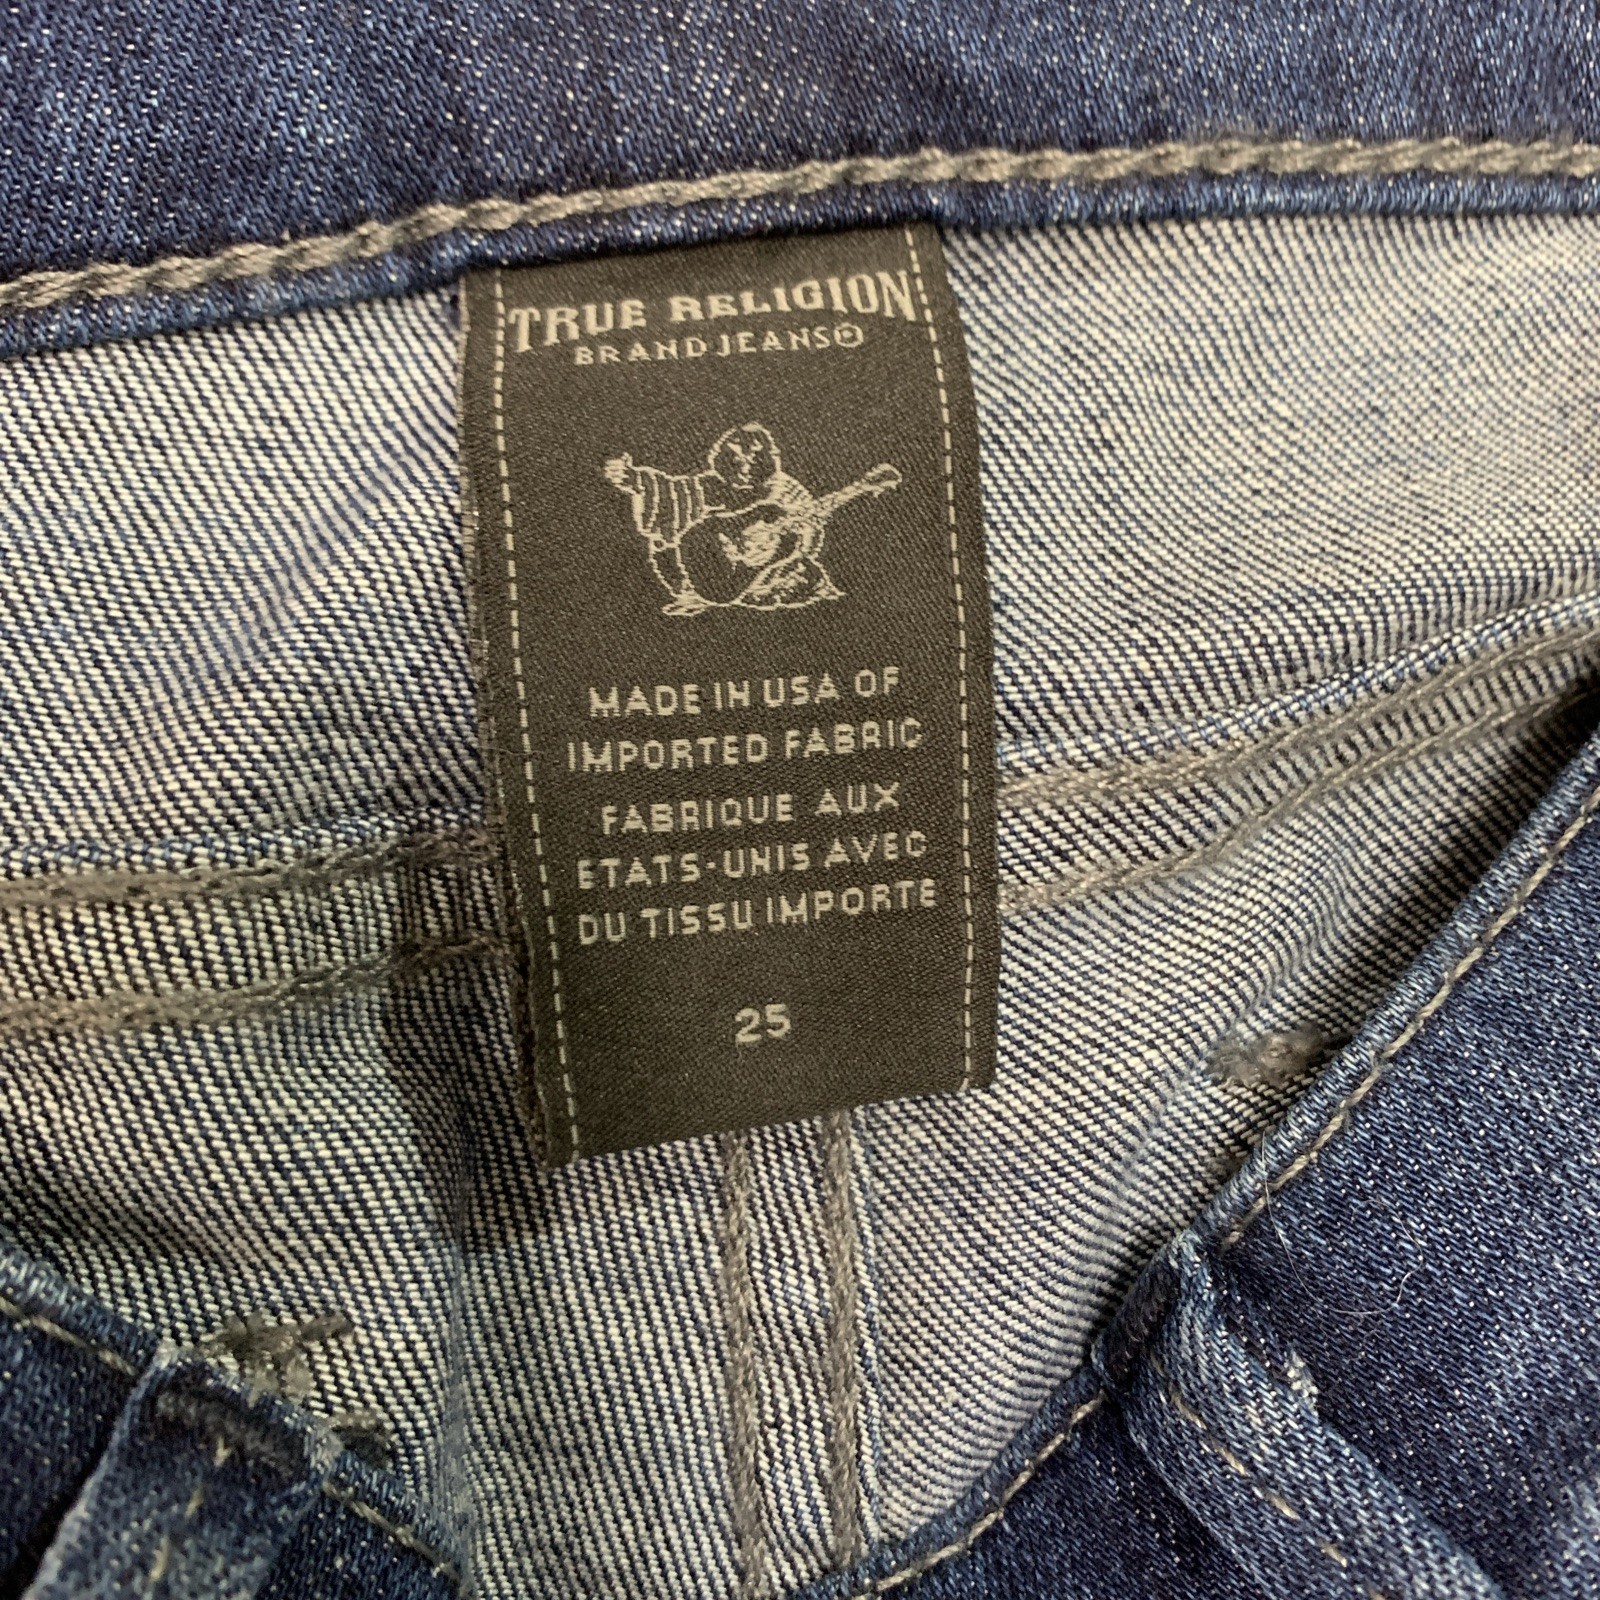 TRUE RELIGION
BRAND JEANS®
MADE IN USA OF
IMPORTED FABRIC
FABRIQUE AUX
ETATS-UNIS AVEC
DU TISSU IMPORTE
25